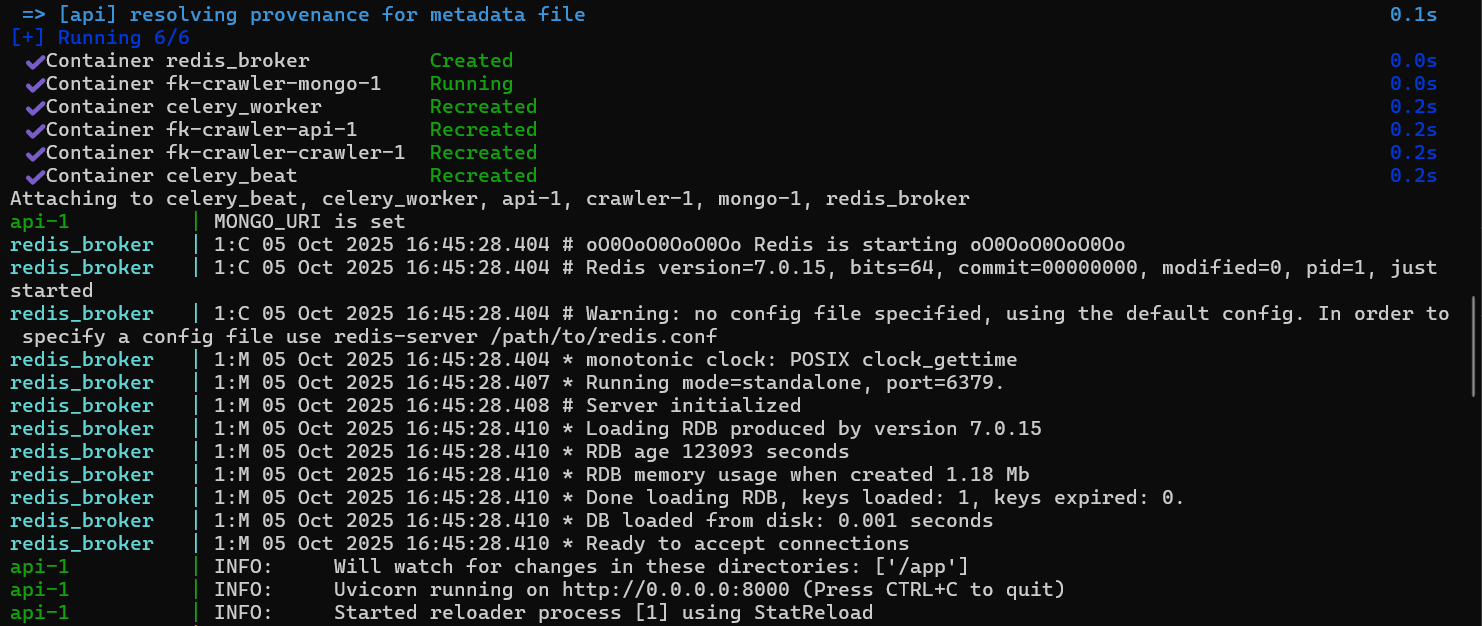 => [api] resolving provenance for metadata file 0.1s
[+] Running 6/6
✔Container redis_broker Created 0.0s
✔Container fk-crawler-mongo-1 Running 0.0s
✔Container celery_worker Recreated 0.2s
✔Container fk-crawler-api-1 Recreated 0.2s
✔Container fk-crawler-crawler-1 Recreated 0.2s
✔Container celery_beat Recreated 0.2s
Attaching to celery_beat, celery_worker, api-1, crawler-1, mongo-1, redis_broker
api-1 | MONGO_URI is set
redis_broker | 1:C 05 Oct 2025 16:45:28.404 # oO0OoO0OoO0Oo Redis is starting oO0OoO0OoO0Oo
redis_broker | 1:C 05 Oct 2025 16:45:28.404 # Redis version=7.0.15, bits=64, commit=00000000, modified=0, pid=1, just
started
redis_broker | 1:C 05 Oct 2025 16:45:28.404 # Warning: no config file specified, using the default config. In order to
specify a config file use redis-server /path/to/redis.conf
redis_broker | 1:M 05 Oct 2025 16:45:28.404 * monotonic clock: POSIX clock_gettime
redis_broker | 1:M 05 Oct 2025 16:45:28.407 * Running mode=standalone, port=6379.
redis_broker | 1:M 05 Oct 2025 16:45:28.408 # Server initialized
redis_broker | 1:M 05 Oct 2025 16:45:28.410 * Loading RDB produced by version 7.0.15
redis_broker | 1:M 05 Oct 2025 16:45:28.410 * RDB age 123093 seconds
redis_broker | 1:M 05 Oct 2025 16:45:28.410 * RDB memory usage when created 1.18 Mb
redis_broker | 1:M 05 Oct 2025 16:45:28.410 * Done loading RDB, keys loaded: 1, keys expired: 0.
redis_broker | 1:M 05 Oct 2025 16:45:28.410 * DB loaded from disk: 0.001 seconds
redis_broker | 1:M 05 Oct 2025 16:45:28.410 * Ready to accept connections
api-1 | INFO: Will watch for changes in these directories: ['/app']
api-1 | INFO: Uvicorn running on http://0.0.0.0:8000 (Press CTRL+C to quit)
api-1 | INFO: Started reloader process [1] using StatReload